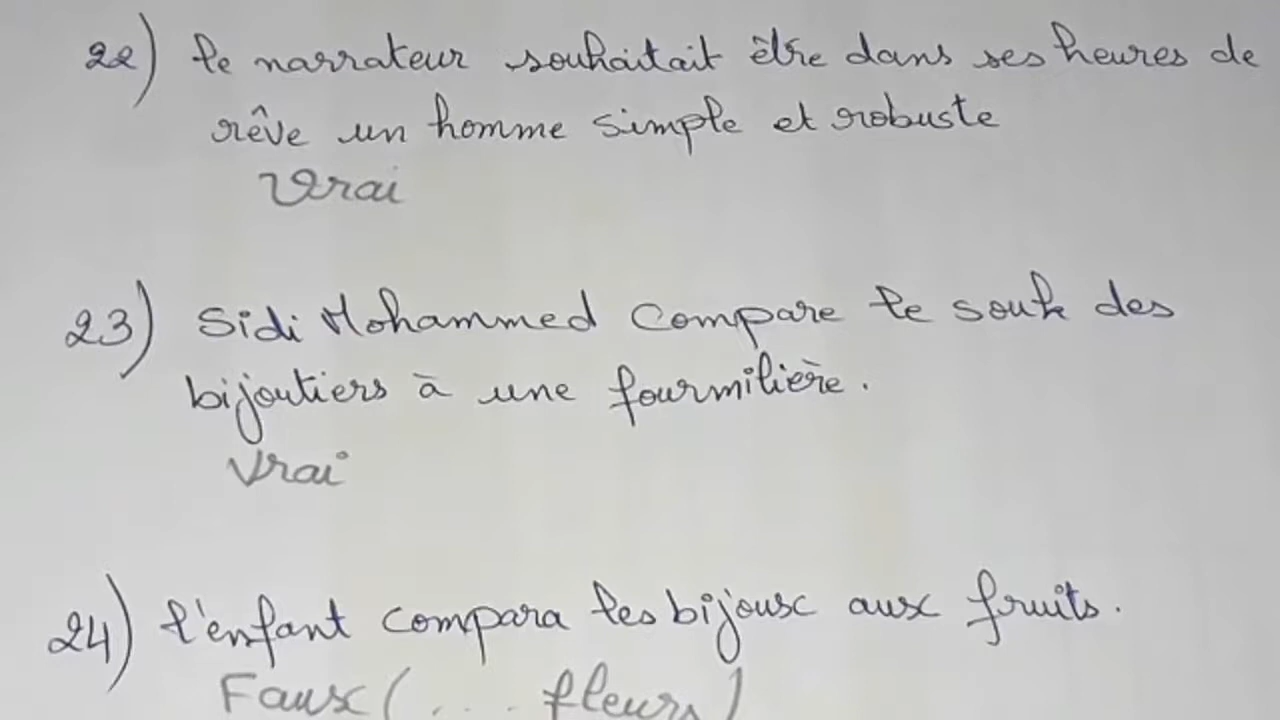 22) le narrateur souhaitait être dans ses heures de
rêve un homme simple et robuste
Vrai
23) Sidi Mohammed compare le souk des
bijoutiers à une fourmilière.
Vrai
24) l'enfant compara les bijoux aux fruits.
Faux (... fleurs)